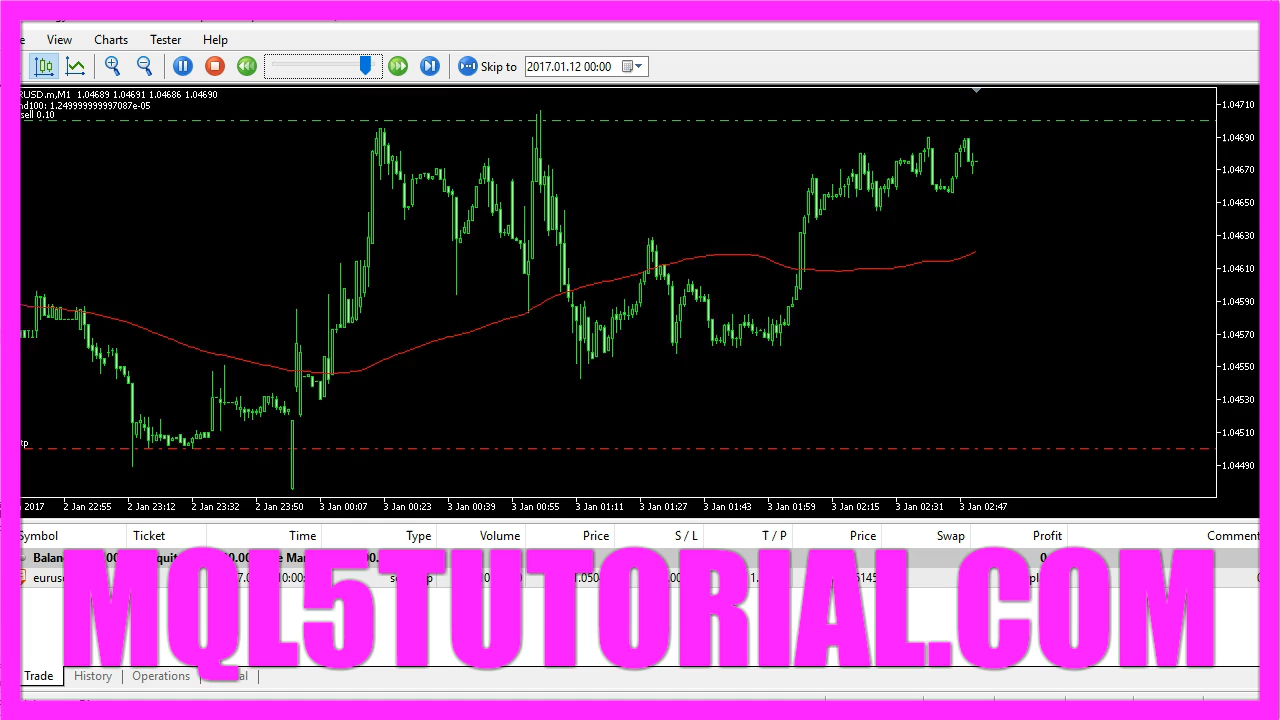 View Charts Tester Help
Skip to 2017.01.12 00:00
USD.m,M1 1.04689 1.04691 1.04686 1.04690
nd100: 1.249999999997087e-05
sell 0.10
1.04710
1.04690
1.04670
1.04650
1.04630
1.04610
1.04590
1.04570
1.04550
1.04530
tp
1.04510
1.04490
2017 2 Jan 22:55 2 Jan 23:12 2 Jan 23:32 2 Jan 23:50 3 Jan 00:07 3 Jan 00:23 3 Jan 00:39 3 Jan 00:55 3 Jan 01:11 3 Jan 01:27 3 Jan 01:43 3 Jan 01:59 3 Jan 02:15 3 Jan 02:31 3 Jan 02:47
Symbol Ticket Time Type Volume Price S / L T / P Price Swap Profit Comment
MQL5TUTORIAL.COM
Trade History Operations